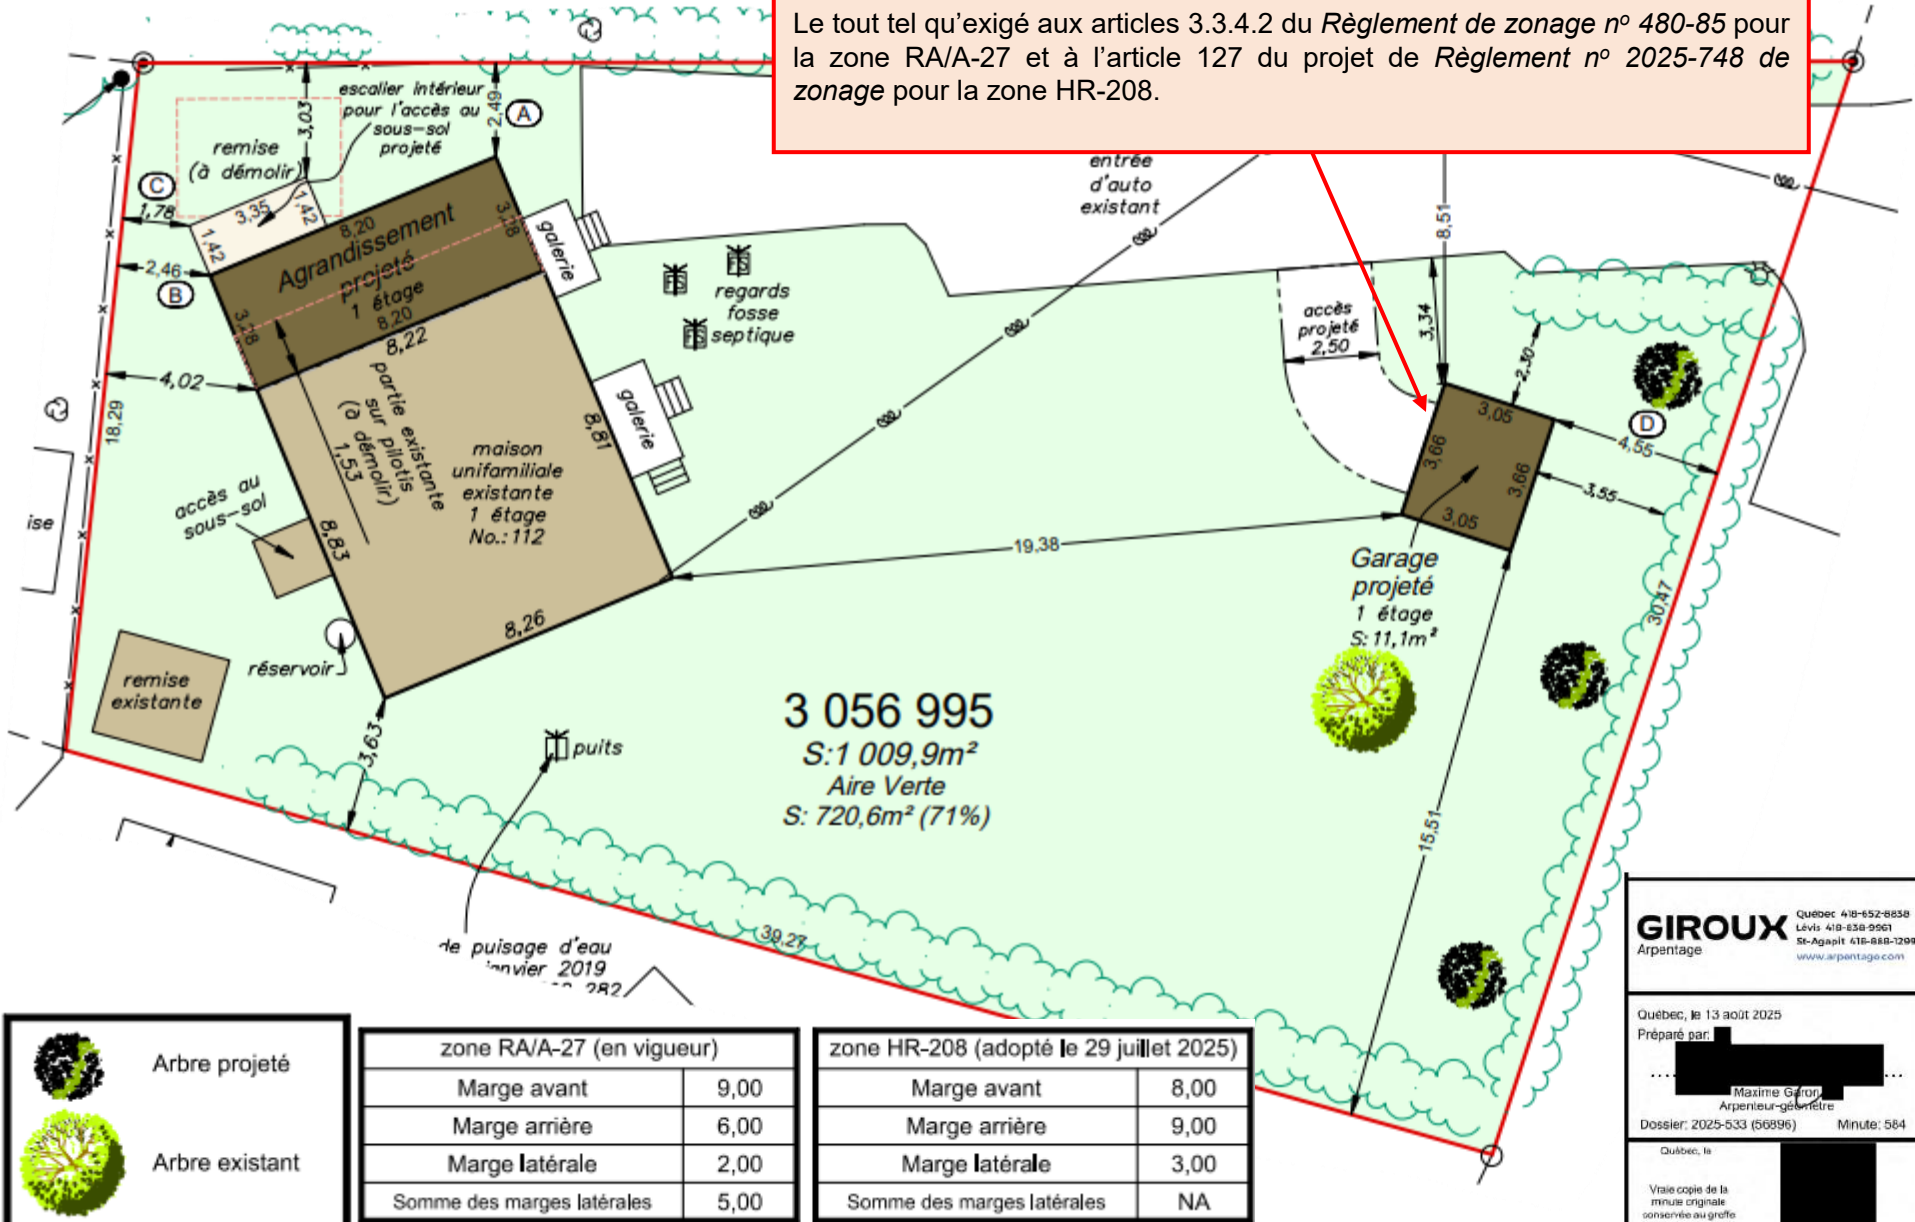 Le tout tel qu'exigé aux articles 3.3.4.2 du Règlement de zonage nº 480-85 pour
la zone RA/A-27 et à l'article 127 du projet de Règlement nº 2025-748 de
zonage pour la zone HR-208.
escalier intérieur
pour l'accès au
sous-sol
projeté
3,03
2,49
A
remise
(à démolir)
C
1,78
3,35
1,42
1,42
8,20
3,28
Agrandissement
projeté
1 étage
8,20
8,22
2,46
B
3,28
4,02
18,29
galerie
regards
fosse
septique
FS
FS
FS
entrée
d'auto
existant
8,51
accès
projeté
2,50
3,34
2,30
3,05
D
4,55
3,66
3,66
3,55
3,05
partie existante
sur pilotis
(à démolir)
1,53
galerie
8,81
maison
unifamiliale
existante
1 étage
No.: 112
accès au
sous-sol
8,83
ise
19,38
Garage
projeté
1 étage
S: 11,1m²
30,47
8,26
réservoir
remise
existante
3,63
puits
3 056 995
S:1 009,9m²
Aire Verte
S: 720,6m² (71%)
15,51
39,27
de puisage d'eau
janvier 2019
282
GIROUX
Arpentage
Québec 418-652-8838
Lévis 418-838-9961
St-Agapit 418-888-1299
www.arpentage.com
Québec, le 13 août 2025
Préparé par:
Maxime Garon
Arpenteur-géomètre
Dossier: 2025-533 (56896) Minute: 584
Québec, le
Vraie copie de la
minute originale
conservée au greffe
Arbre projeté
Arbre existant
zone RA/A-27 (en vigueur)
Marge avant 9,00
Marge arrière 6,00
Marge latérale 2,00
Somme des marges latérales 5,00
zone HR-208 (adopté le 29 juillet 2025)
Marge avant 8,00
Marge arrière 9,00
Marge latérale 3,00
Somme des marges latérales NA